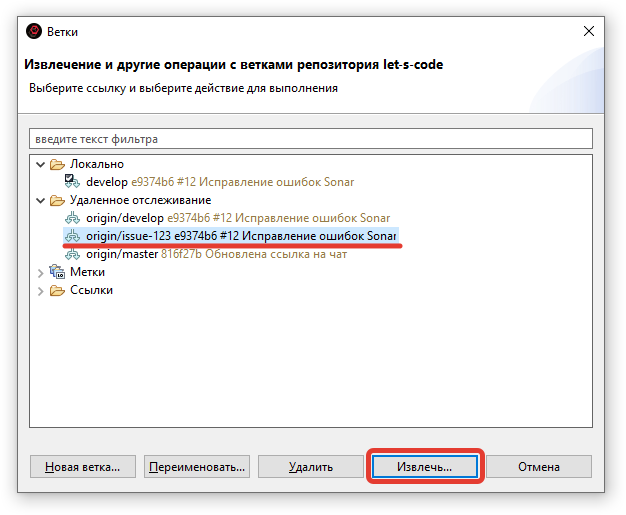 Ветки
Извлечение и другие операции с ветками репозитория let-s-code
Выберите ссылку и выберите действие для выполнения
введите текст фильтра
Локально
develop e9374b6 #12 Исправление ошибок Sonar
Удаленное отслеживание
origin/develop e9374b6 #12 Исправление ошибок Sonar
origin/issue-123 e9374b6 #12 Исправление ошибок Sonar
origin/master 816f27b Обновлена ссылка на чат
Метки
Ссылки
Новая ветка... Переименовать... Удалить Извлечь... Отмена